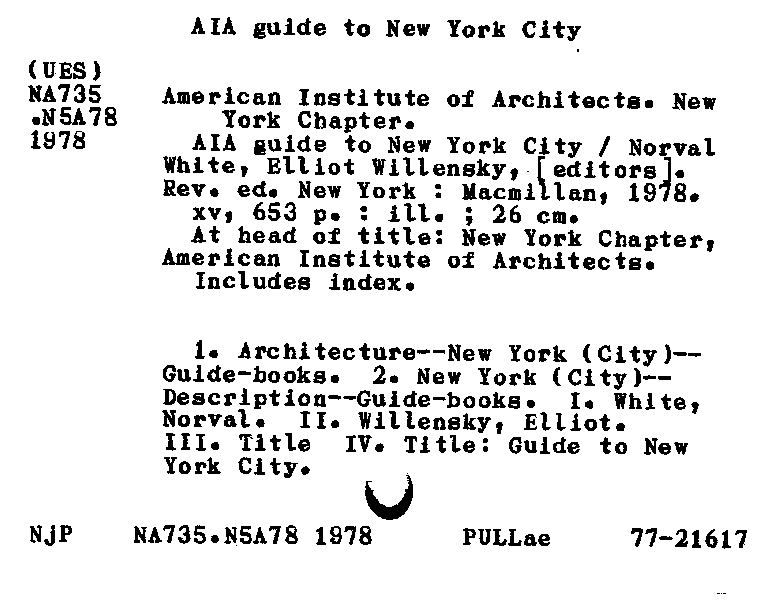 AIA guide to New York City
(UES)
NA735
.N5A78
1978
American Institute of Architects. New
York Chapter.
AIA guide to New York City / Norval
White, Elliot Willensky, [editors].
Rev. ed. New York : Macmillan, 1978.
xv, 653 p. : ill. ; 26 cm.
At head of title: New York Chapter,
American Institute of Architects.
Includes index.
1. Architecture--New York (City)--
Guide-books. 2. New York (City)--
Description--Guide-books. I. White,
Norval. II. Willensky, Elliot.
III. Title IV. Title: Guide to New
York City.
NjP NA735.N5A78 1978 PULLae 77-21617